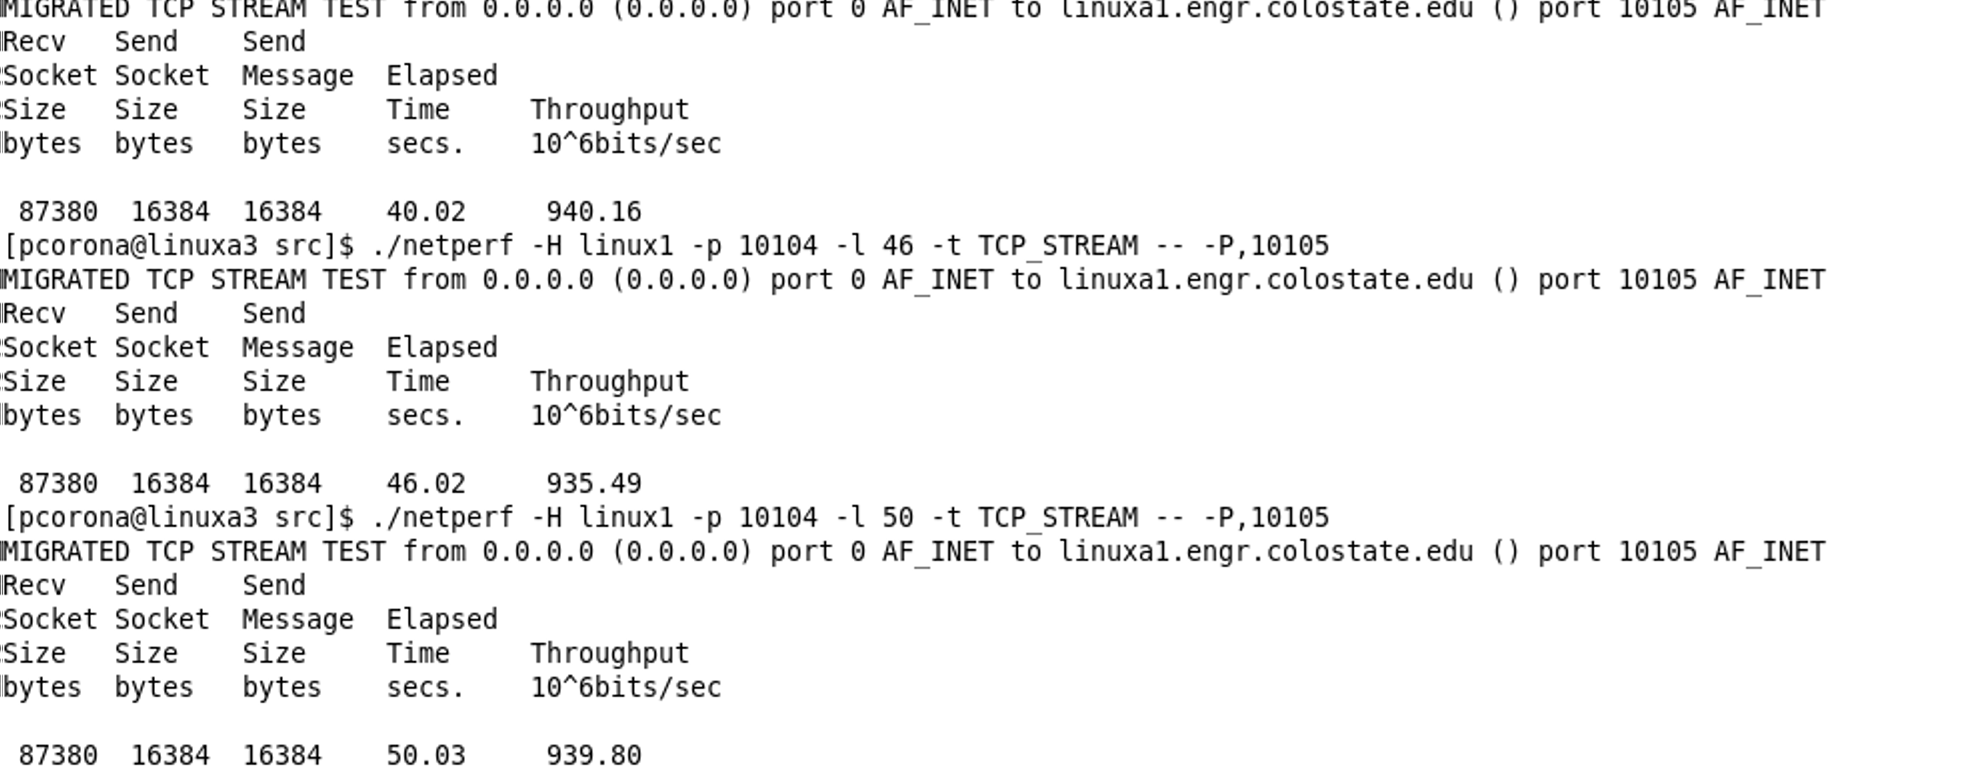 MIGRATED TCP STREAM TEST from 0.0.0.0 (0.0.0.0) port 0 AF_INET to linuxa1.engr.colostate.edu () port 10105 AF_INET
Recv   Send    Send
Socket Socket  Message  Elapsed
Size   Size    Size     Time     Throughput
bytes  bytes   bytes    secs.    10^6bits/sec
 87380  16384  16384    40.02     940.16
[pcorona@linuxa3 src]$ ./netperf -H linux1 -p 10104 -l 46 -t TCP_STREAM -- -P,10105
MIGRATED TCP STREAM TEST from 0.0.0.0 (0.0.0.0) port 0 AF_INET to linuxa1.engr.colostate.edu () port 10105 AF_INET
Recv   Send    Send
Socket Socket  Message  Elapsed
Size   Size    Size     Time     Throughput
bytes  bytes   bytes    secs.    10^6bits/sec
 87380  16384  16384    46.02     935.49
[pcorona@linuxa3 src]$ ./netperf -H linux1 -p 10104 -l 50 -t TCP_STREAM -- -P,10105
MIGRATED TCP STREAM TEST from 0.0.0.0 (0.0.0.0) port 0 AF_INET to linuxa1.engr.colostate.edu () port 10105 AF_INET
Recv   Send    Send
Socket Socket  Message  Elapsed
Size   Size    Size     Time     Throughput
bytes  bytes   bytes    secs.    10^6bits/sec
 87380  16384  16384    50.03     939.80